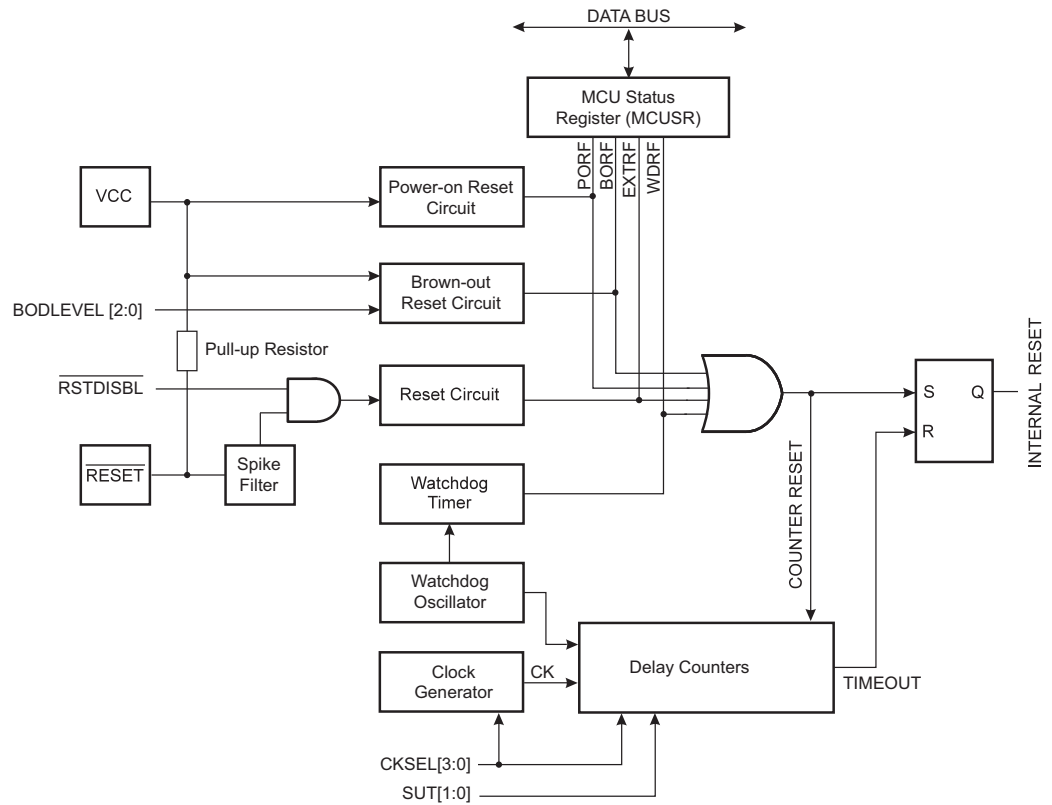 DATA BUS
MCU Status
Register (MCUSR)
PORF
BORF
EXTRF
WDRF
VCC
Power-on Reset
Circuit
Brown-out
Reset Circuit
BODLEVEL [2:0]
Pull-up Resistor
RSTDISBL
Reset Circuit
RESET
Spike
Filter
Watchdog
Timer
Watchdog
Oscillator
Clock
Generator
CK
Delay Counters
COUNTER RESET
TIMEOUT
S
Q
R
INTERNAL RESET
CKSEL[3:0]
SUT[1:0]